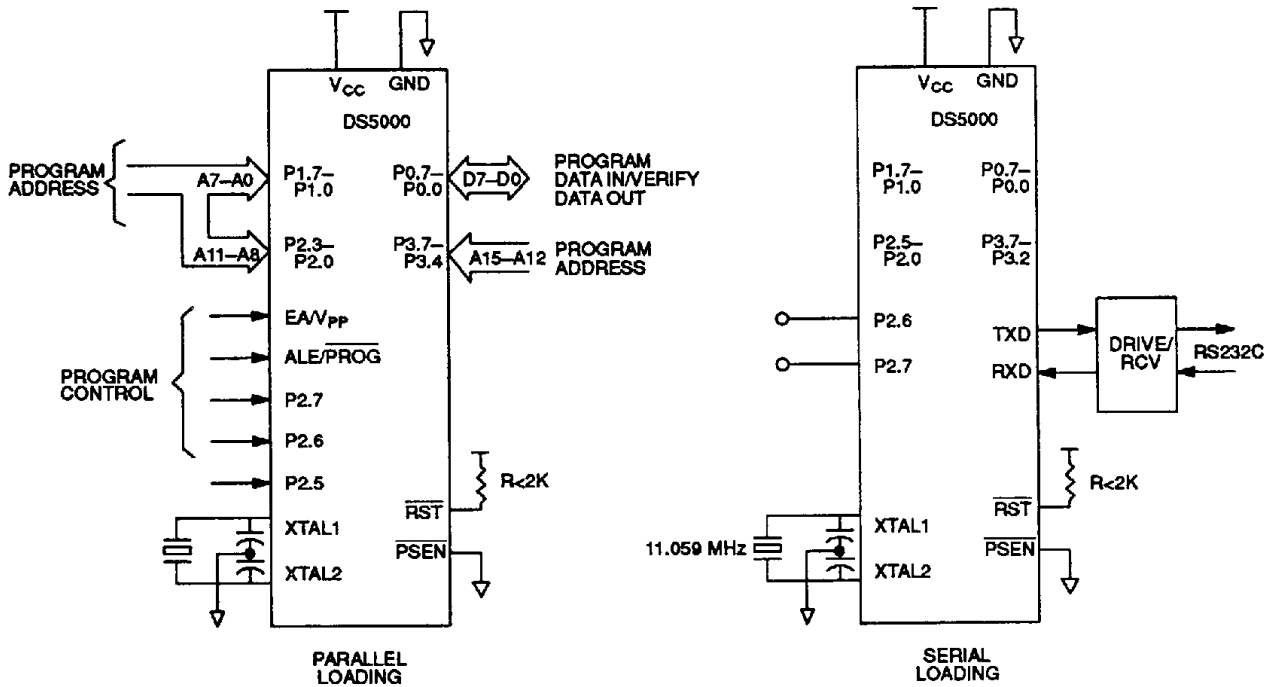 V_CC GND
DS5000
PROGRAM
ADDRESS
A7–A0
P1.7–
P1.0
P0.7–
P0.0
D7–D0
PROGRAM
DATA IN/VERIFY
DATA OUT
A11–A8
P2.3–
P2.0
P3.7–
P3.4
A15–A12
PROGRAM
ADDRESS
PROGRAM
CONTROL
EA/V_PP
ALE/PROG
P2.7
P2.6
P2.5
XTAL1
XTAL2
RST
R<2K
PSEN
PARALLEL
LOADING
V_CC GND
DS5000
P1.7–
P1.0
P0.7–
P0.0
P2.5–
P2.0
P3.7–
P3.2
P2.6
P2.7
TXD
RXD
DRIVE/
RCV
RS232C
R<2K
RST
PSEN
XTAL1
11.059 MHz
XTAL2
SERIAL
LOADING